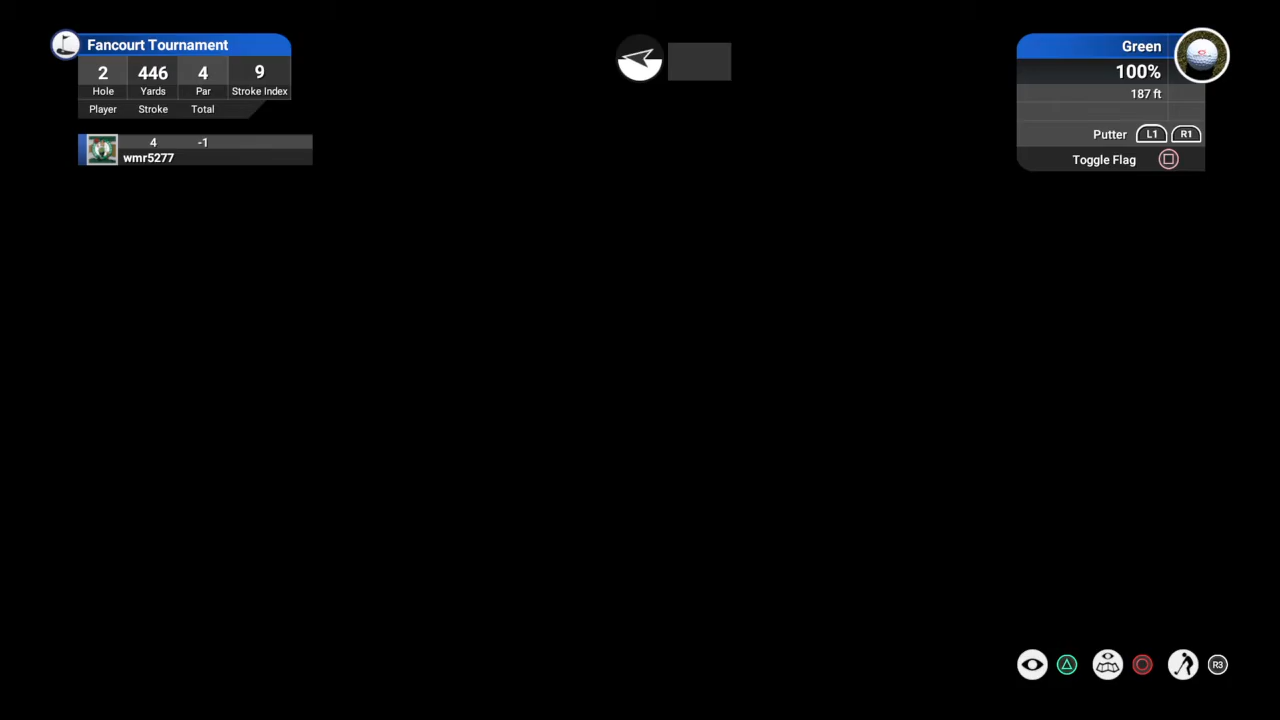 Fancourt Tournament
2 446 4 9
Hole Yards Par Stroke Index
Player Stroke Total
4 -1
wmr5277
Green
100%
187 ft
Putter L1 R1
Toggle Flag
R3